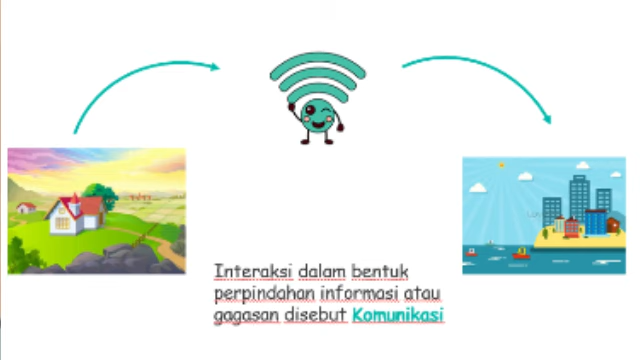 Interaksi dalam bentuk
perpindahan informasi atau
gagasan disebut Komunikasi